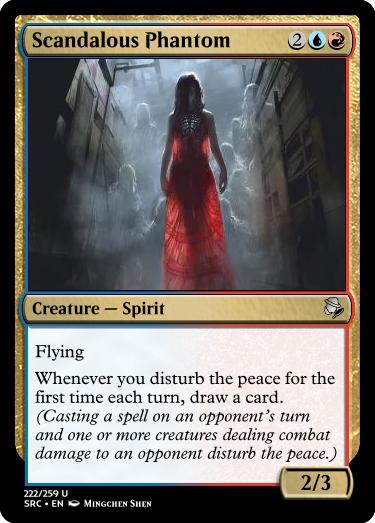 Scandalous Phantom 2
Creature — Spirit
Flying
Whenever you disturb the peace for the
first time each turn, draw a card.
(Casting a spell on an opponent's turn
and one or more creatures dealing combat
damage to an opponent disturb the peace.)
2/3
222/259 U
SRC • EN Mingchen Shen